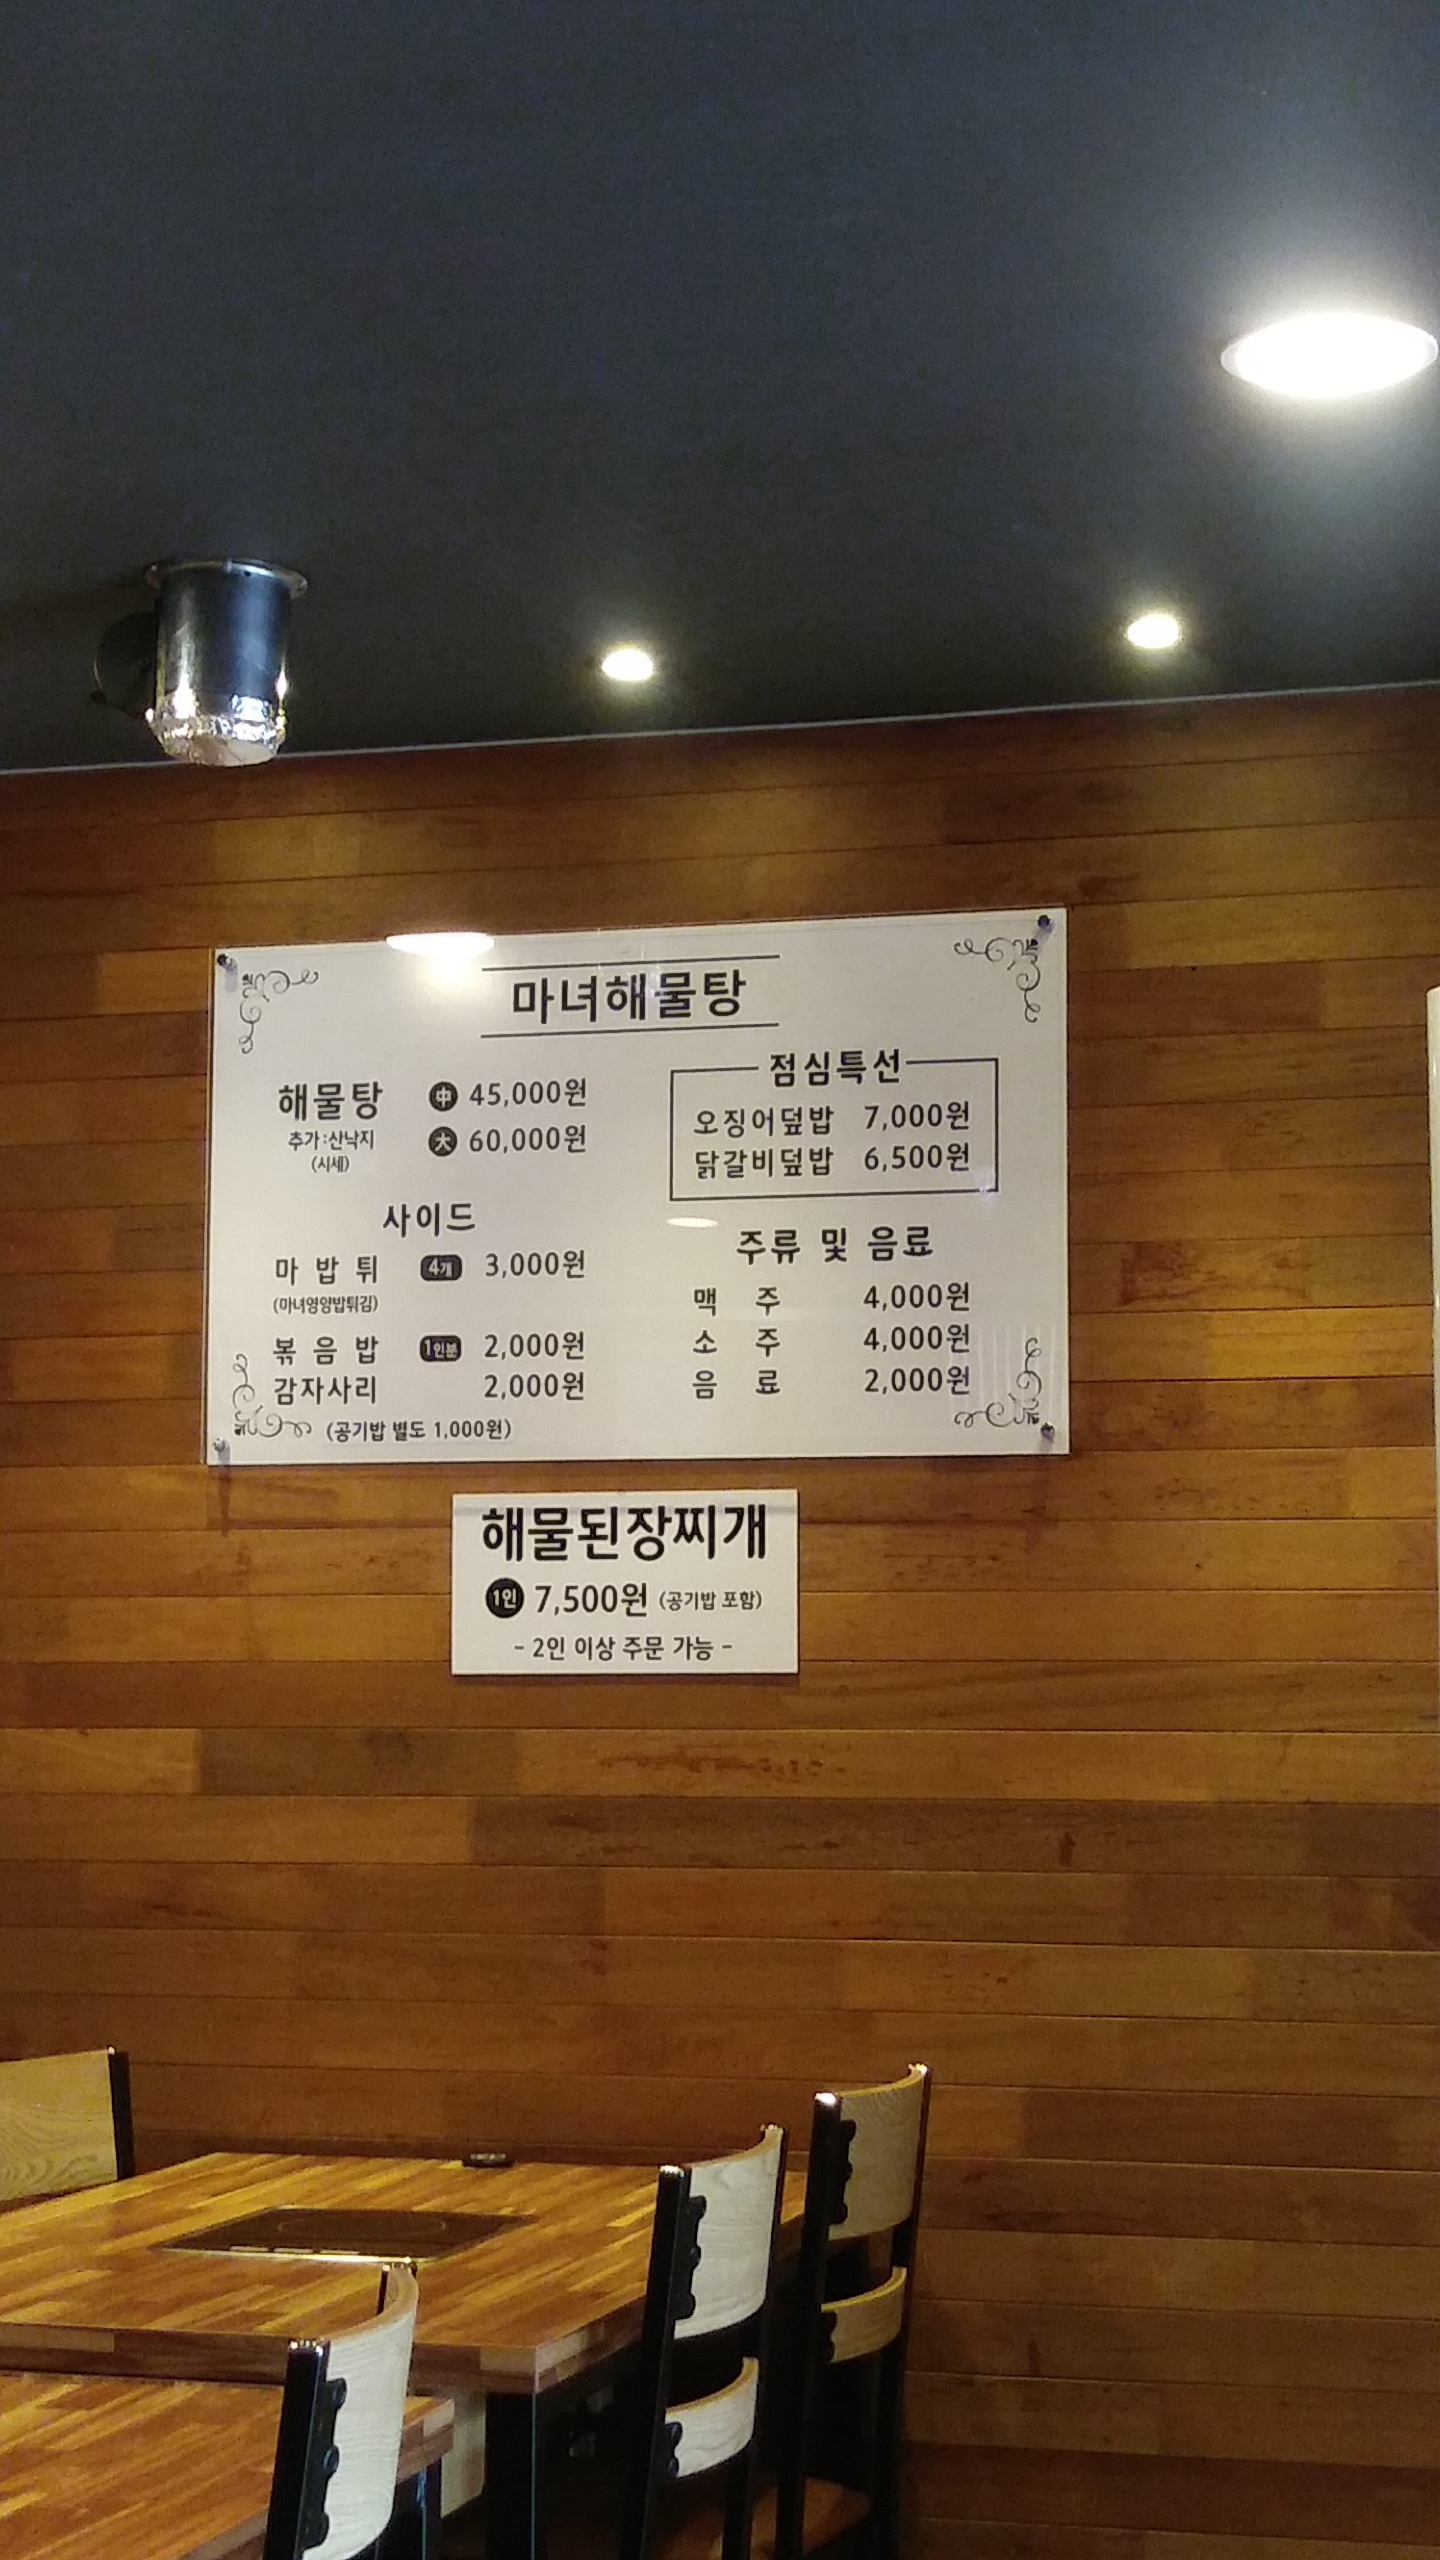 마녀해물탕
해물탕 中 45,000원
추가:산낙지 大 60,000원
(시세)
사이드
마 밥 튀 4개 3,000원
(마녀영양밥튀김)
볶 음 밥 1인분 2,000원
감자사리 2,000원
(공기밥 별도 1,000원)
점심특선
오징어덮밥 7,000원
닭갈비덮밥 6,500원
주류 및 음료
맥 주 4,000원
소 주 4,000원
음 료 2,000원
해물된장찌개
1인 7,500원 (공기밥 포함)
- 2인 이상 주문 가능 -